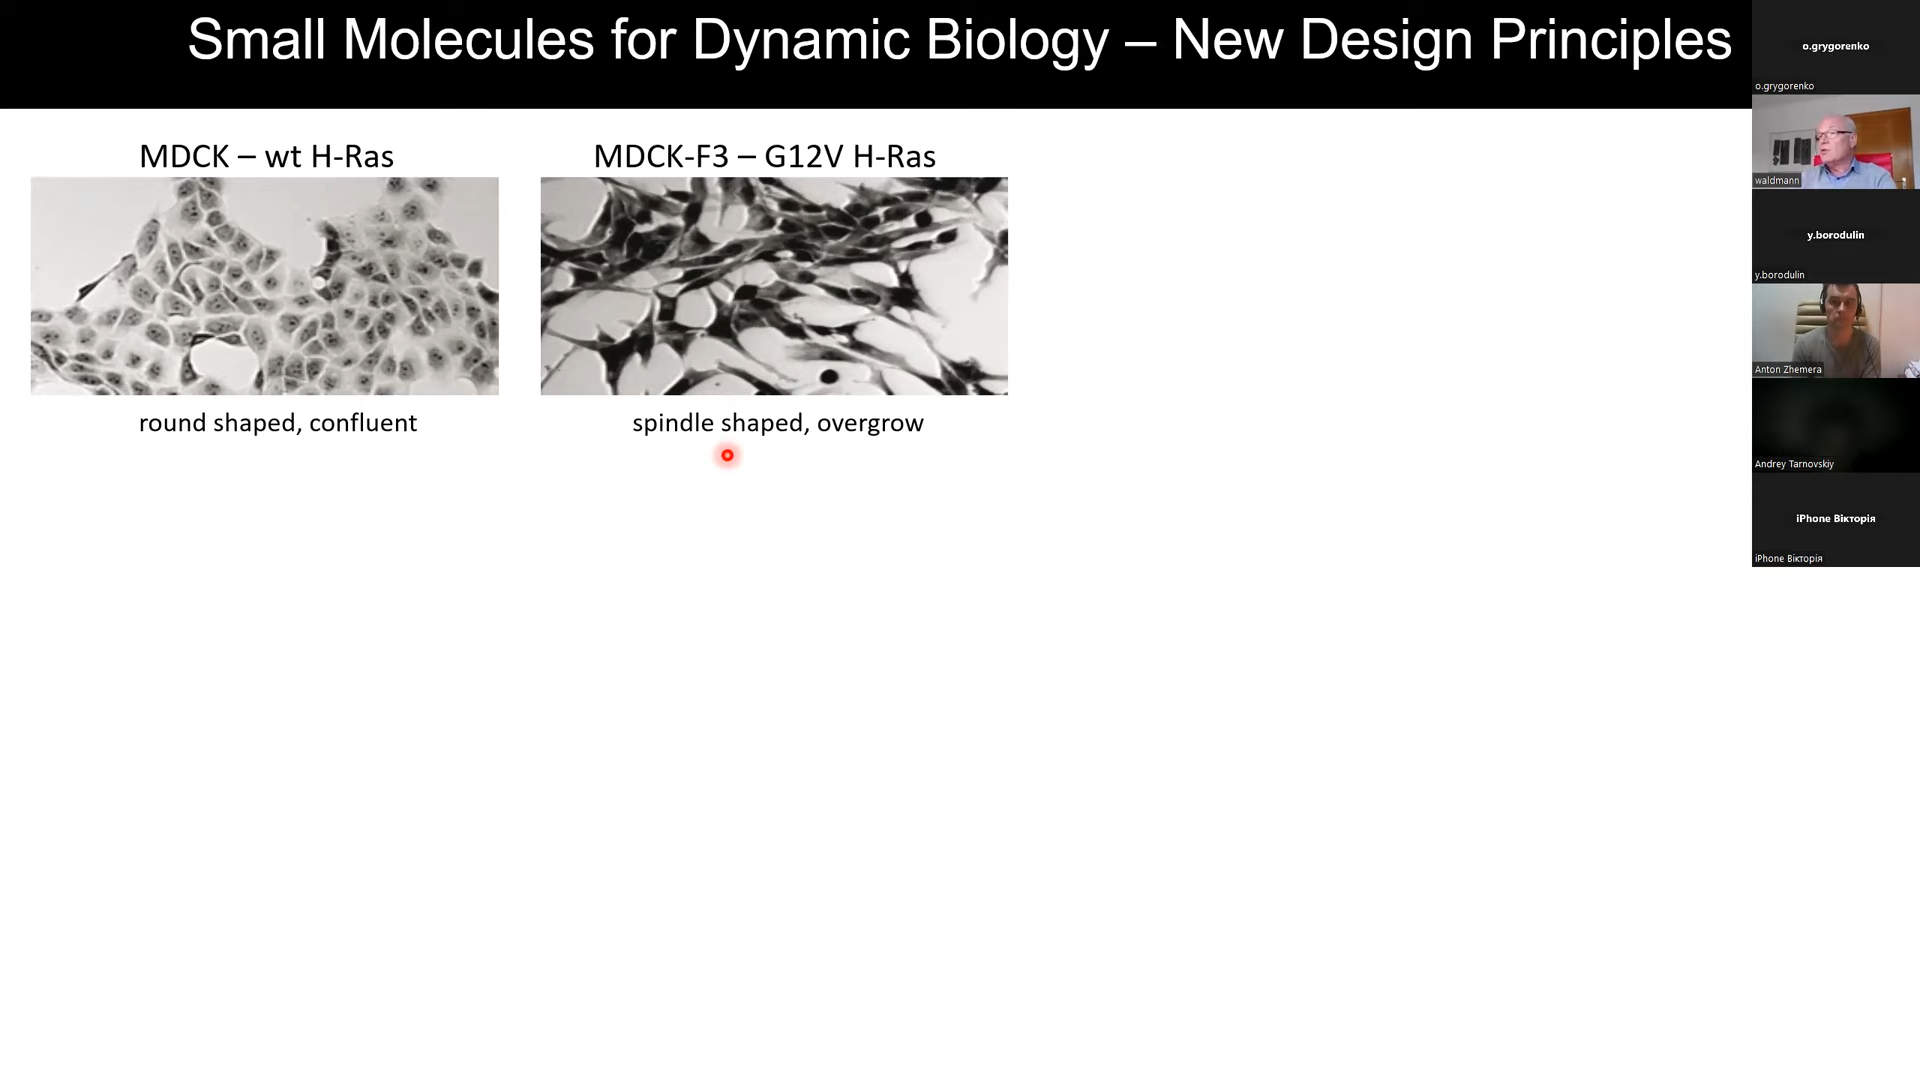 Small Molecules for Dynamic Biology – New Design Principles
MDCK – wt H-Ras
MDCK-F3 – G12V H-Ras
round shaped, confluent
spindle shaped, overgrow
o.grygorenko
o.grygorenko
waldmann
y.borodulin
y.borodulin
Anton Zhemera
Andrey Tarnovskiy
iPhone Вікторія
iPhone Вікторія